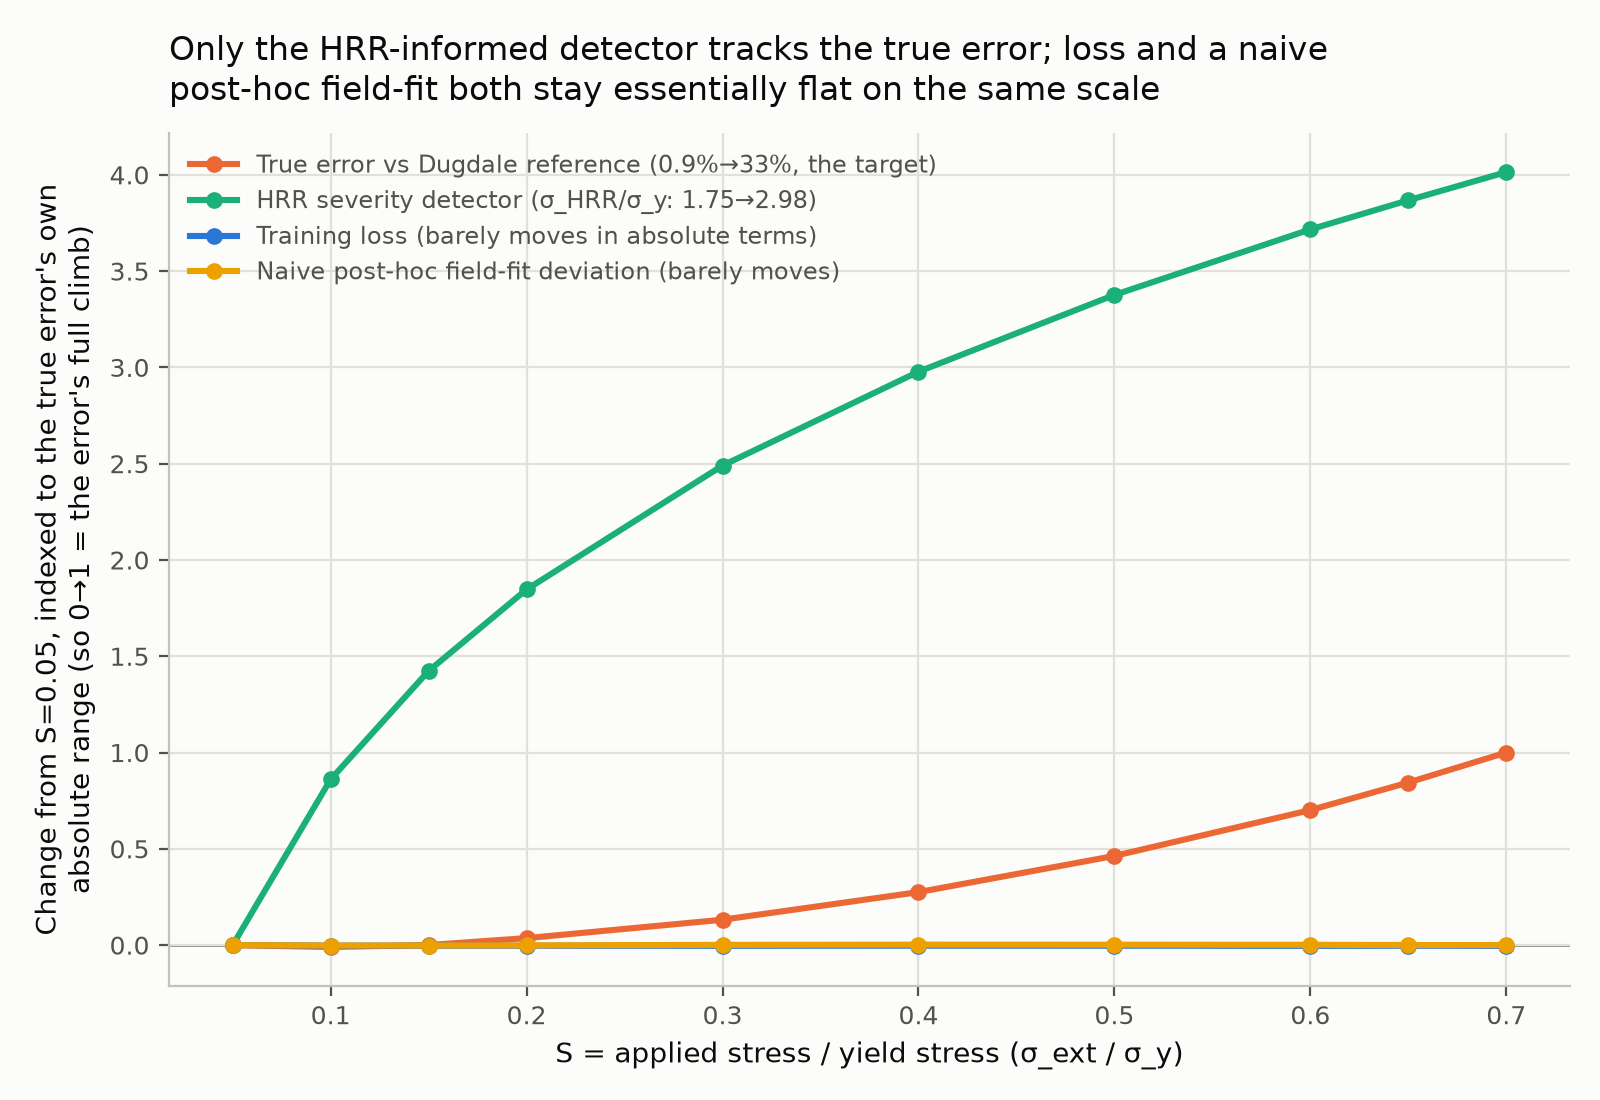 Only the HRR-informed detector tracks the true error; loss and a naive
post-hoc field-fit both stay essentially flat on the same scale
True error vs Dugdale reference (0.9%→33%, the target)
HRR severity detector (σ_HRR/σ_y: 1.75→2.98)
Training loss (barely moves in absolute terms)
Naive post-hoc field-fit deviation (barely moves)
Change from S=0.05, indexed to the true error's own
absolute range (so 0→1 = the error's full climb)
4.0
3.5
3.0
2.5
2.0
1.5
1.0
0.5
0.0
0.1 0.2 0.3 0.4 0.5 0.6 0.7
S = applied stress / yield stress (σ_ext / σ_y)